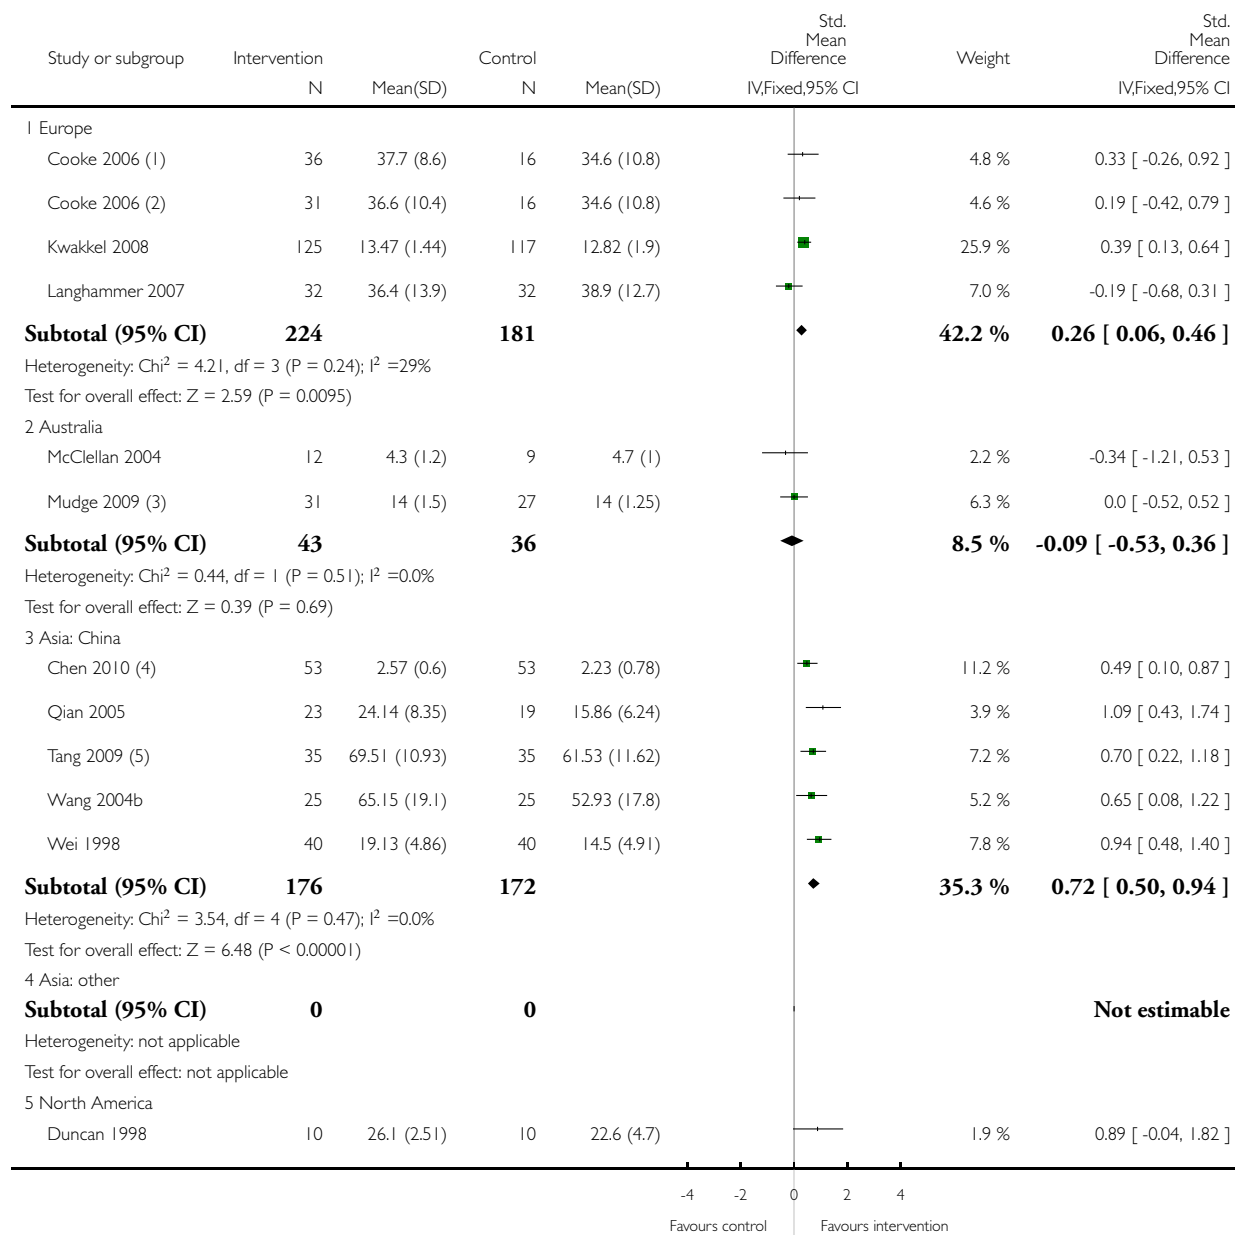 Study or subgroup Intervention Control Std. Mean Difference Weight Std. Mean Difference
N Mean(SD) N Mean(SD) IV,Fixed,95% CI IV,Fixed,95% CI
1 Europe
Cooke 2006 (1) 36 37.7 (8.6) 16 34.6 (10.8) 4.8 % 0.33 [ -0.26, 0.92 ]
Cooke 2006 (2) 31 36.6 (10.4) 16 34.6 (10.8) 4.6 % 0.19 [ -0.42, 0.79 ]
Kwakkel 2008 125 13.47 (1.44) 117 12.82 (1.9) 25.9 % 0.39 [ 0.13, 0.64 ]
Langhammer 2007 32 36.4 (13.9) 32 38.9 (12.7) 7.0 % -0.19 [ -0.68, 0.31 ]
Subtotal (95% CI) 224 181 42.2 % 0.26 [ 0.06, 0.46 ]
Heterogeneity: Chi² = 4.21, df = 3 (P = 0.24); I² =29%
Test for overall effect: Z = 2.59 (P = 0.0095)
2 Australia
McClellan 2004 12 4.3 (1.2) 9 4.7 (1) 2.2 % -0.34 [ -1.21, 0.53 ]
Mudge 2009 (3) 31 14 (1.5) 27 14 (1.25) 6.3 % 0.0 [ -0.52, 0.52 ]
Subtotal (95% CI) 43 36 8.5 % -0.09 [ -0.53, 0.36 ]
Heterogeneity: Chi² = 0.44, df = 1 (P = 0.51); I² =0.0%
Test for overall effect: Z = 0.39 (P = 0.69)
3 Asia: China
Chen 2010 (4) 53 2.57 (0.6) 53 2.23 (0.78) 11.2 % 0.49 [ 0.10, 0.87 ]
Qian 2005 23 24.14 (8.35) 19 15.86 (6.24) 3.9 % 1.09 [ 0.43, 1.74 ]
Tang 2009 (5) 35 69.51 (10.93) 35 61.53 (11.62) 7.2 % 0.70 [ 0.22, 1.18 ]
Wang 2004b 25 65.15 (19.1) 25 52.93 (17.8) 5.2 % 0.65 [ 0.08, 1.22 ]
Wei 1998 40 19.13 (4.86) 40 14.5 (4.91) 7.8 % 0.94 [ 0.48, 1.40 ]
Subtotal (95% CI) 176 172 35.3 % 0.72 [ 0.50, 0.94 ]
Heterogeneity: Chi² = 3.54, df = 4 (P = 0.47); I² =0.0%
Test for overall effect: Z = 6.48 (P < 0.00001)
4 Asia: other
Subtotal (95% CI) 0 0 Not estimable
Heterogeneity: not applicable
Test for overall effect: not applicable
5 North America
Duncan 1998 10 26.1 (2.51) 10 22.6 (4.7) 1.9 % 0.89 [ -0.04, 1.82 ]
-4 -2 0 2 4
Favours control Favours intervention